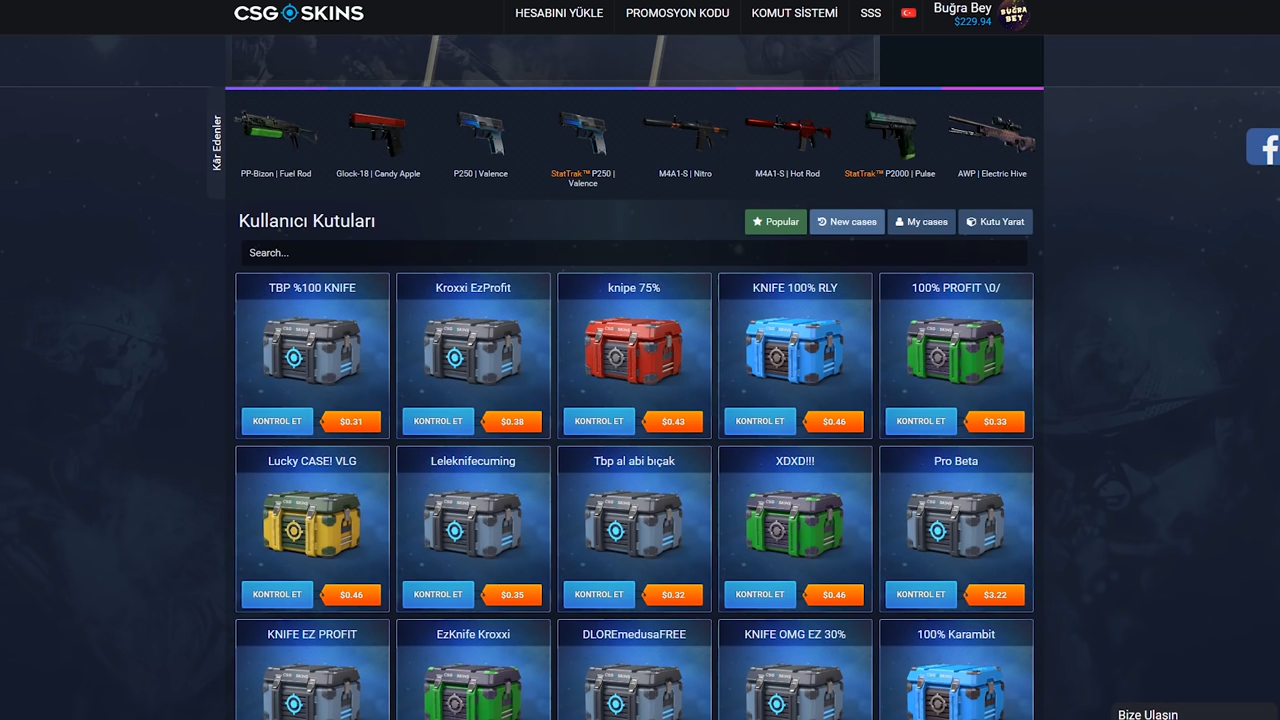 CSG SKINS
HESABINI YÜKLE
PROMOSYON KODU
KOMUT SİSTEMİ
SSS
Buğra Bey
$229.94
BUĞRA
BEY
Kâr Edenler
PP-Bizon | Fuel Rod
Glock-18 | Candy Apple
P250 | Valence
StatTrak™ P250 |
Valence
M4A1-S | Nitro
M4A1-S | Hot Rod
StatTrak™ P2000 | Pulse
AWP | Electric Hive
Kullanıcı Kutuları
Popular
New cases
My cases
Kutu Yarat
Search...
TBP %100 KNIFE
Kroxxi EzProfit
knipe 75%
KNIFE 100% RLY
100% PROFIT \0/
KONTROL ET
$0.31
KONTROL ET
$0.38
KONTROL ET
$0.43
KONTROL ET
$0.46
KONTROL ET
$0.33
Lucky CASE! VLG
Leleknifecuming
Tbp al abi bıçak
XDXD!!!
Pro Beta
KONTROL ET
$0.46
KONTROL ET
$0.35
KONTROL ET
$0.32
KONTROL ET
$0.46
KONTROL ET
$3.22
KNIFE EZ PROFIT
EzKnife Kroxxi
DLOREmedusaFREE
KNIFE OMG EZ 30%
100% Karambit
Bize Ulaşın